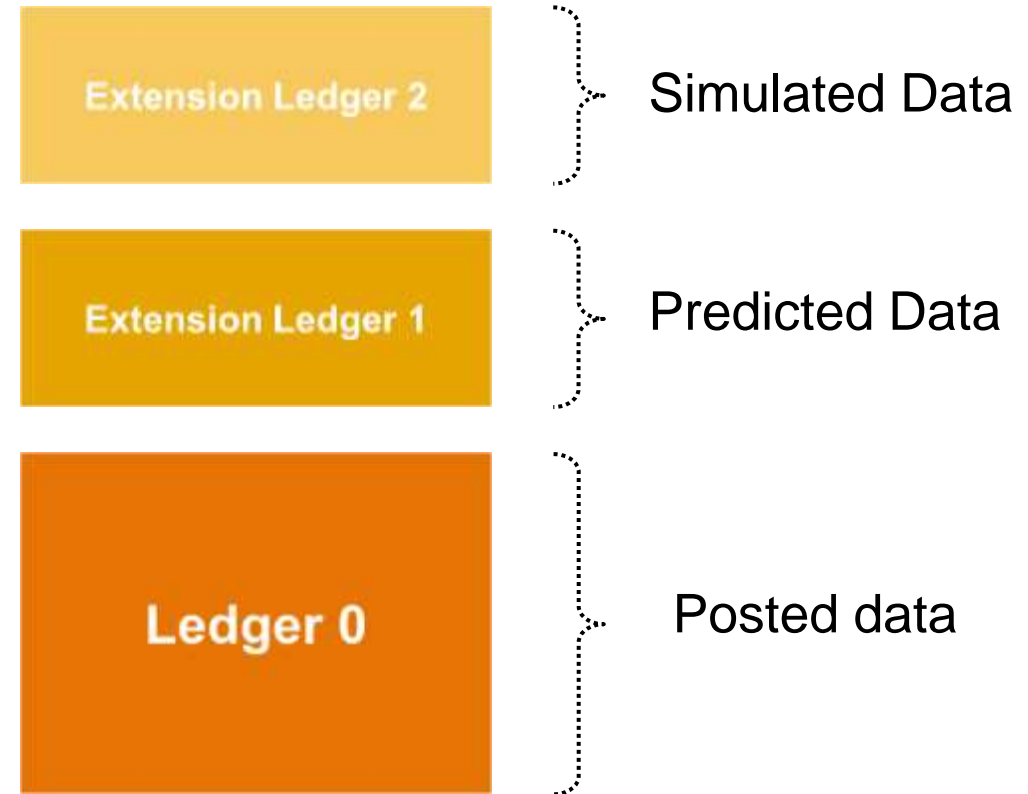 Extension Ledger 2
Simulated Data
Extension Ledger 1
Predicted Data
Ledger 0
Posted data